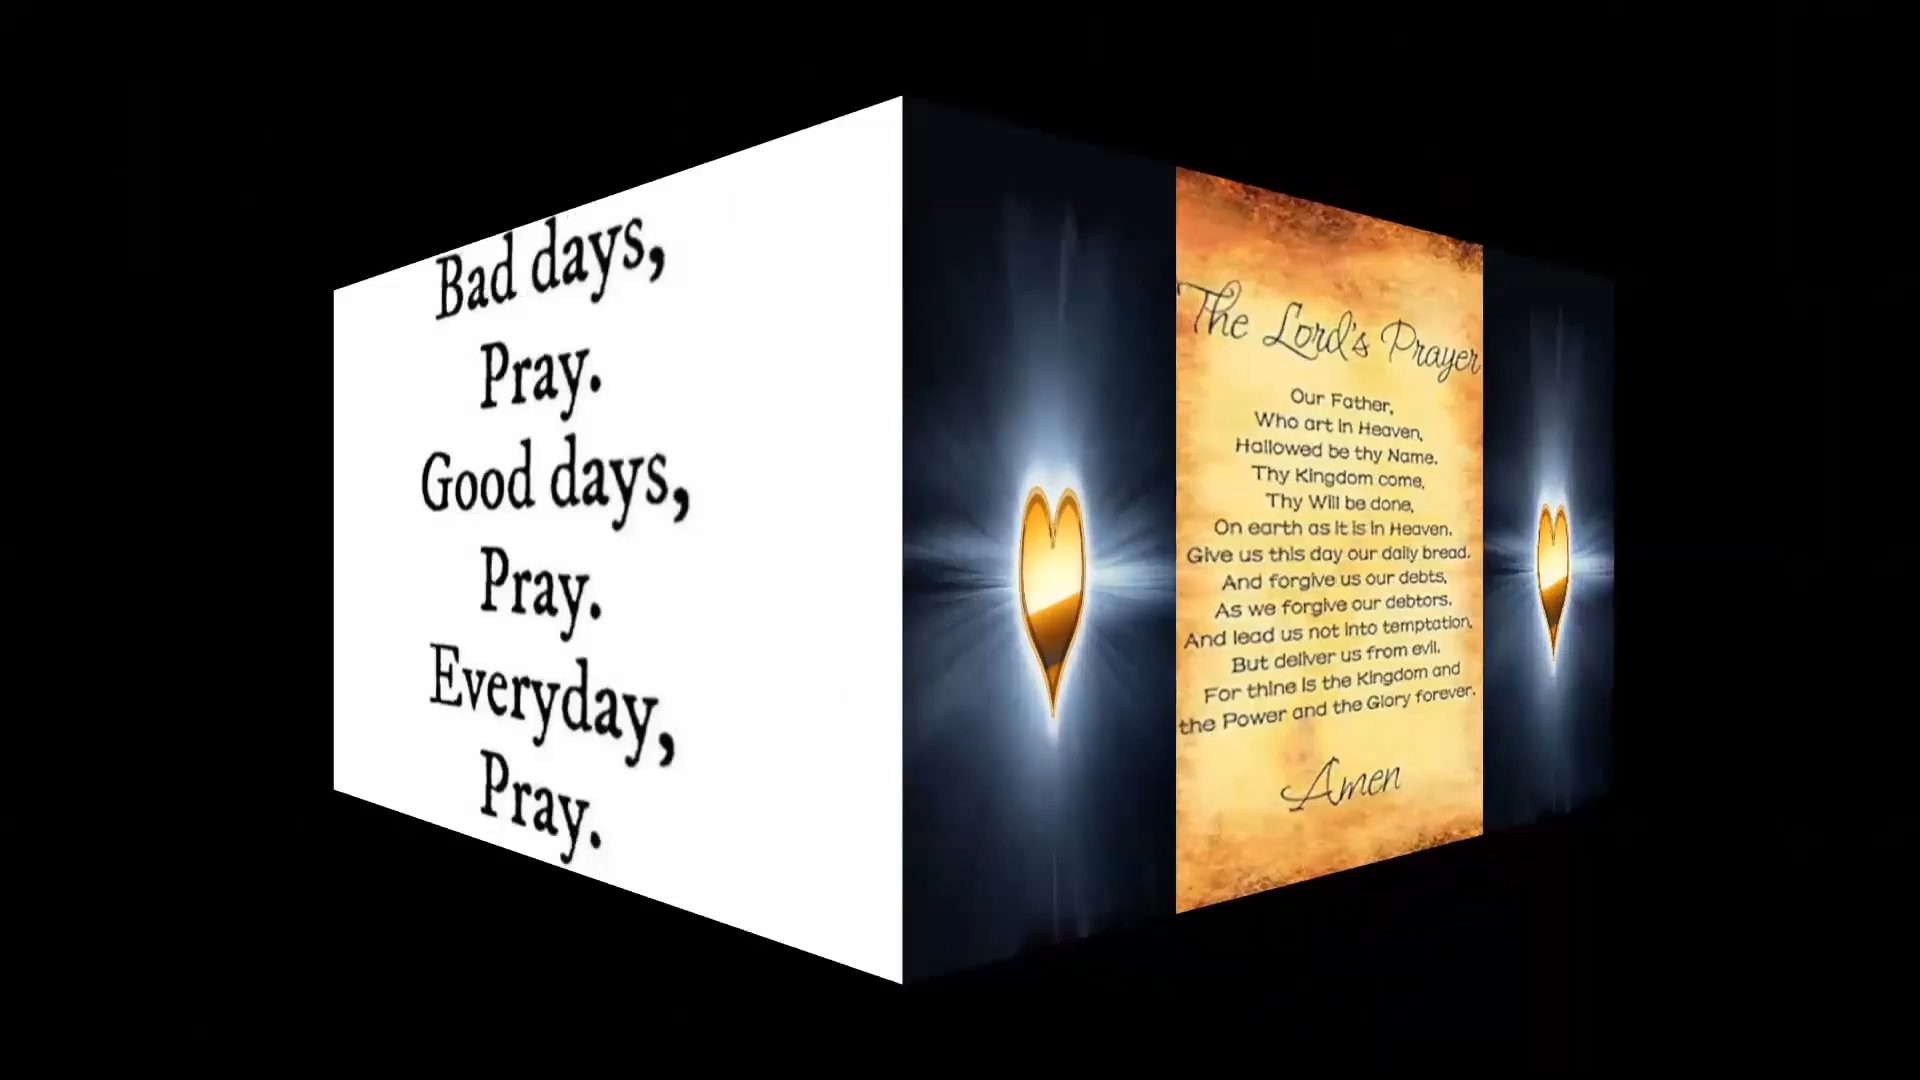 Bad days,
Pray.
Good days,
Pray.
Everyday,
Pray.
The Lord's Prayer
Our Father,
Who art in Heaven,
Hallowed be thy Name.
Thy Kingdom come,
Thy Will be done,
On earth as it is in Heaven.
Give us this day our daily bread.
And forgive us our debts,
As we forgive our debtors.
And lead us not into temptation,
But deliver us from evil.
For thine is the Kingdom and
the Power and the Glory forever.
Amen